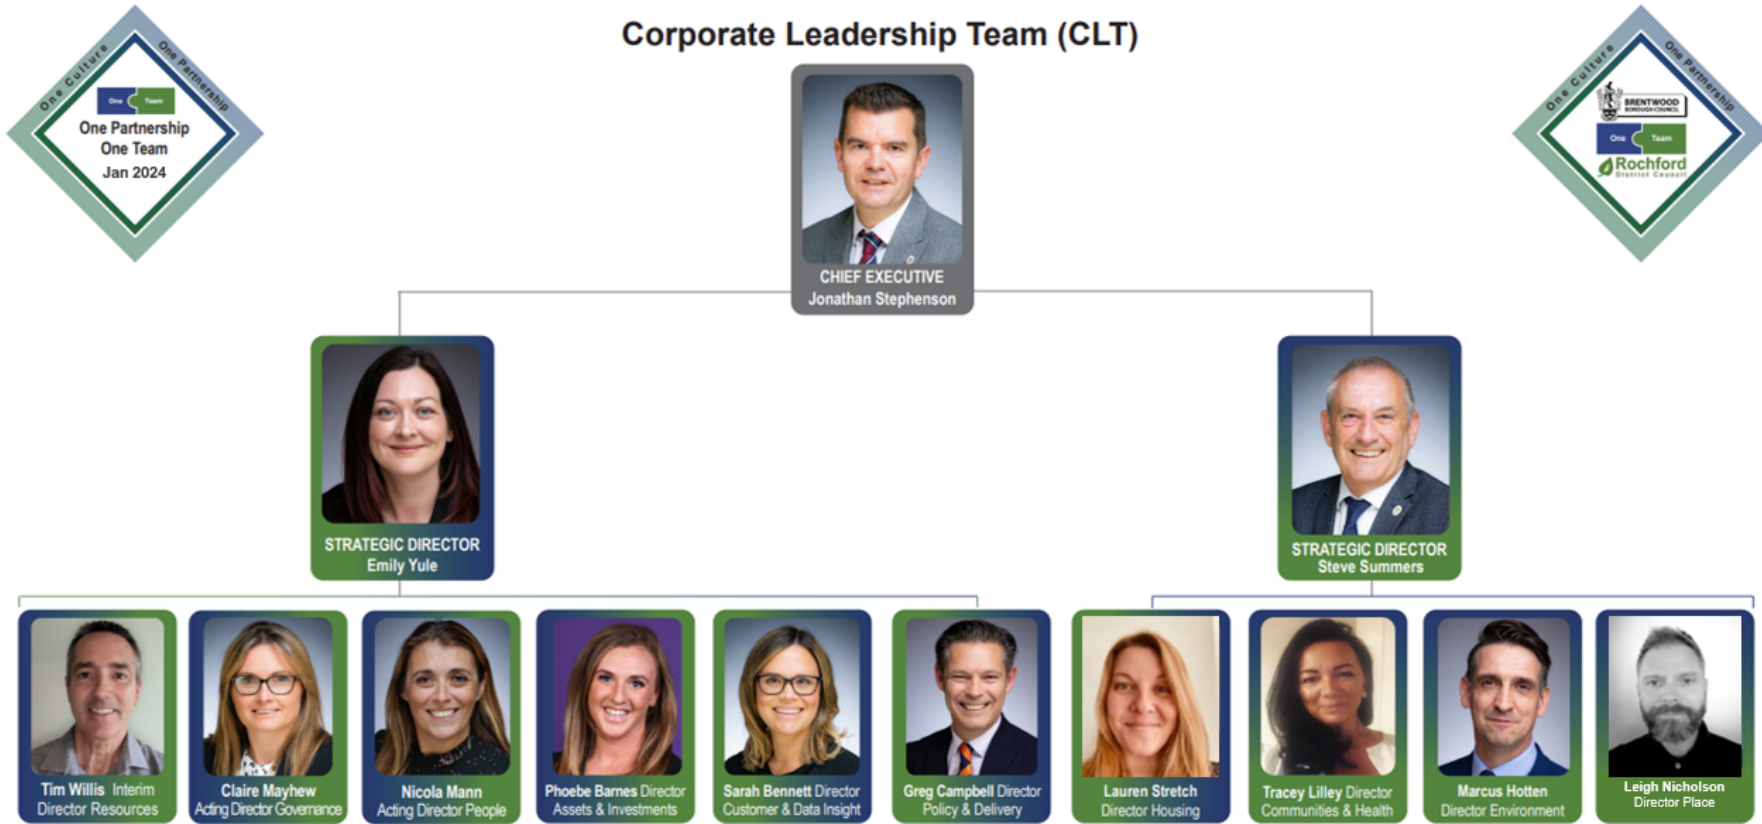 Corporate Leadership Team (CLT)
One Culture
One Partnership
One Team
One Partnership
One Team
Jan 2024
One Culture
One Partnership
BRENTWOOD
BOROUGH COUNCIL
One Team
Rochford
District Council
CHIEF EXECUTIVE
Jonathan Stephenson
STRATEGIC DIRECTOR
Emily Yule
STRATEGIC DIRECTOR
Steve Summers
Tim Willis Interim
Director Resources
Claire Mayhew
Acting Director Governance
Nicola Mann
Acting Director People
Phoebe Barnes Director
Assets & Investments
Sarah Bennett Director
Customer & Data Insight
Greg Campbell Director
Policy & Delivery
Lauren Stretch
Director Housing
Tracey Lilley Director
Communities & Health
Marcus Hotten
Director Environment
Leigh Nicholson
Director Place